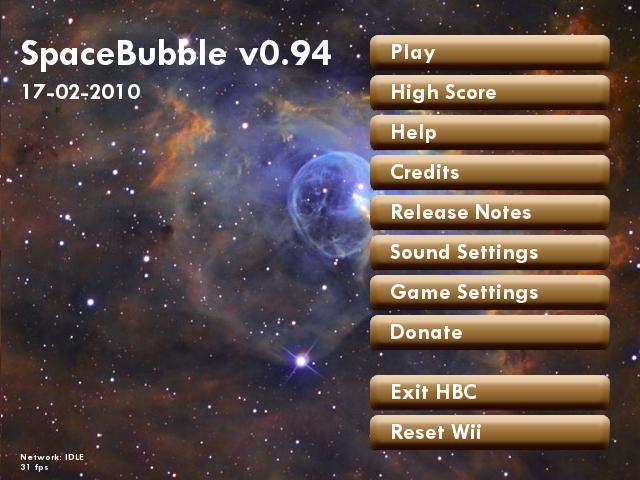 SpaceBubble v0.94
17-02-2010
Play
High Score
Help
Credits
Release Notes
Sound Settings
Game Settings
Donate
Exit HBC
Reset Wii
Network: IDLE
31 fps